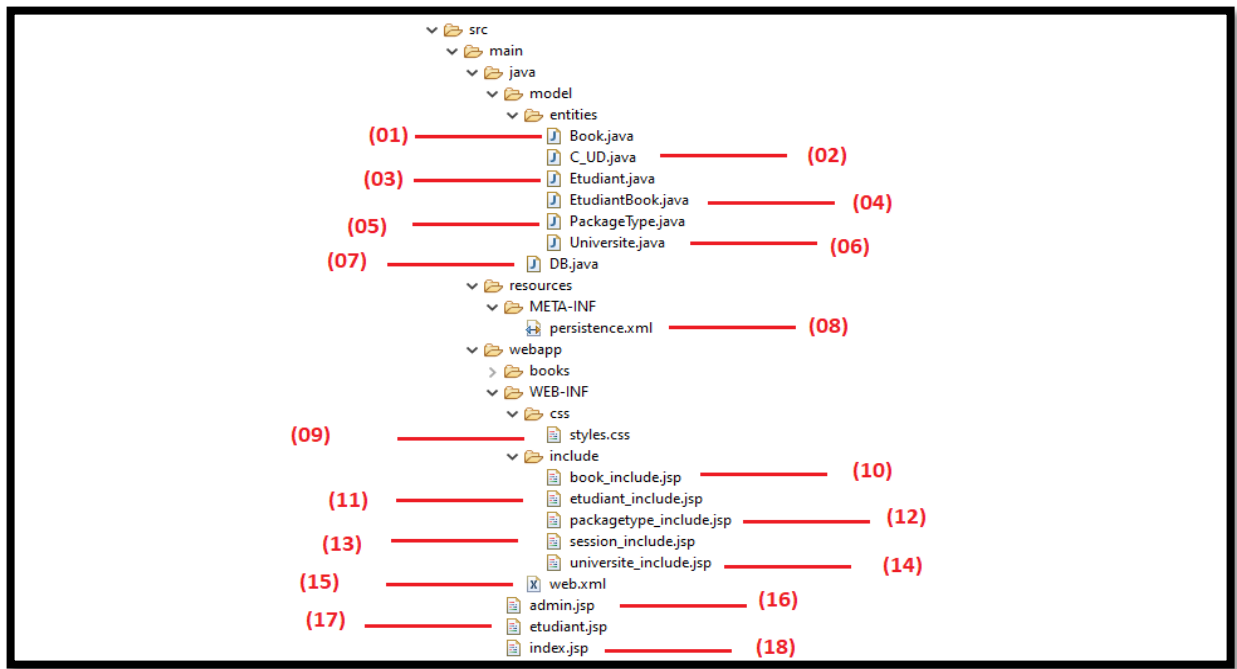 src
main
java
model
entities
(01) Book.java
C_UD.java (02)
(03) Etudiant.java
EtudiantBook.java (04)
(05) PackageType.java
Universite.java (06)
(07) DB.java
resources
META-INF
persistence.xml (08)
webapp
books
WEB-INF
css
(09) styles.css
include
book_include.jsp (10)
(11) etudiant_include.jsp
packagetype_include.jsp (12)
(13) session_include.jsp
universite_include.jsp (14)
(15) web.xml
admin.jsp (16)
(17) etudiant.jsp
index.jsp (18)